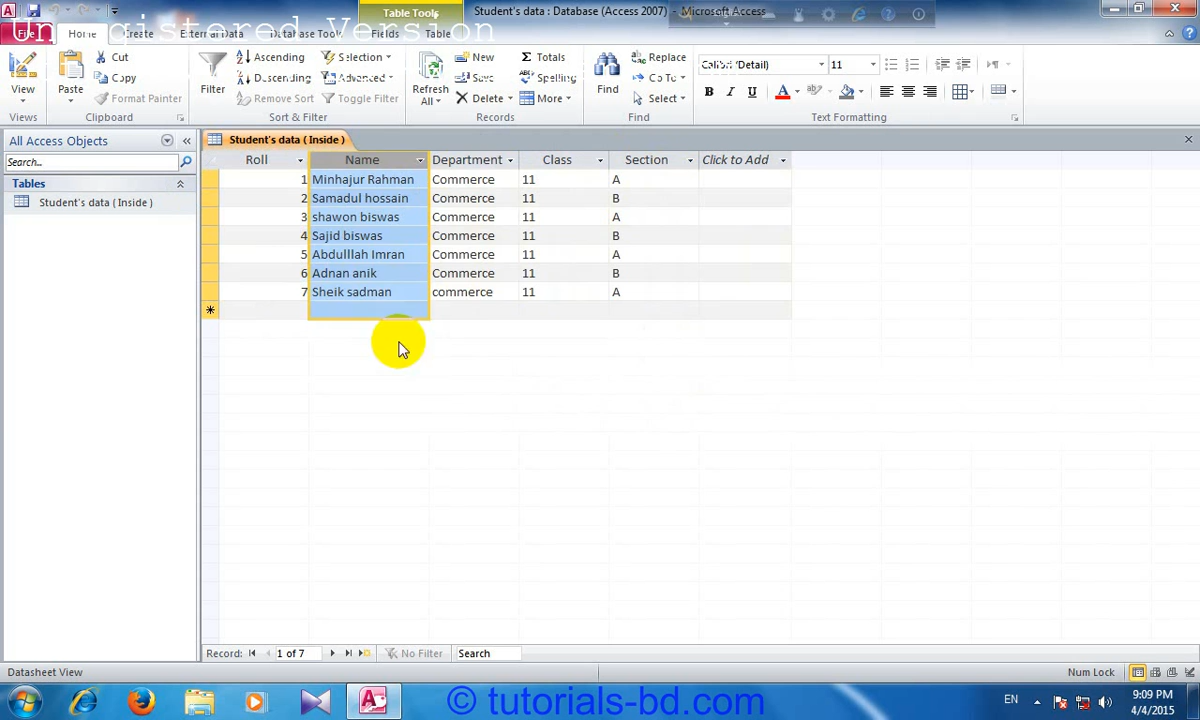 Unregistered Version
Table Tools
Student's data : Database (Access 2007) - Microsoft Access
File Home Create External Data Database Tools Fields Table
View
Views
Paste
Cut
Copy
Format Painter
Clipboard
Filter
Ascending
Descending
Remove Sort
Selection
Advanced
Toggle Filter
Sort & Filter
Refresh All
New
Save
Delete
Totals
Spelling
More
Records
Find
Replace
Go To
Select
Find
Calibri (Detail) 11
B I U A ab
Text Formatting
All Access Objects
Search...
Tables
Student's data ( Inside )
Student's data ( Inside )
Roll Name Department Class Section Click to Add
1 Minhajur Rahman Commerce 11 A
2 Samadul hossain Commerce 11 B
3 shawon biswas Commerce 11 A
4 Sajid biswas Commerce 11 B
5 Abdulllah Imran Commerce 11 A
6 Adnan anik Commerce 11 B
7 Sheik sadman commerce 11 A
Record: 1 of 7 No Filter Search
Datasheet View Num Lock
© tutorials-bd.com
EN
9:09 PM
4/4/2015